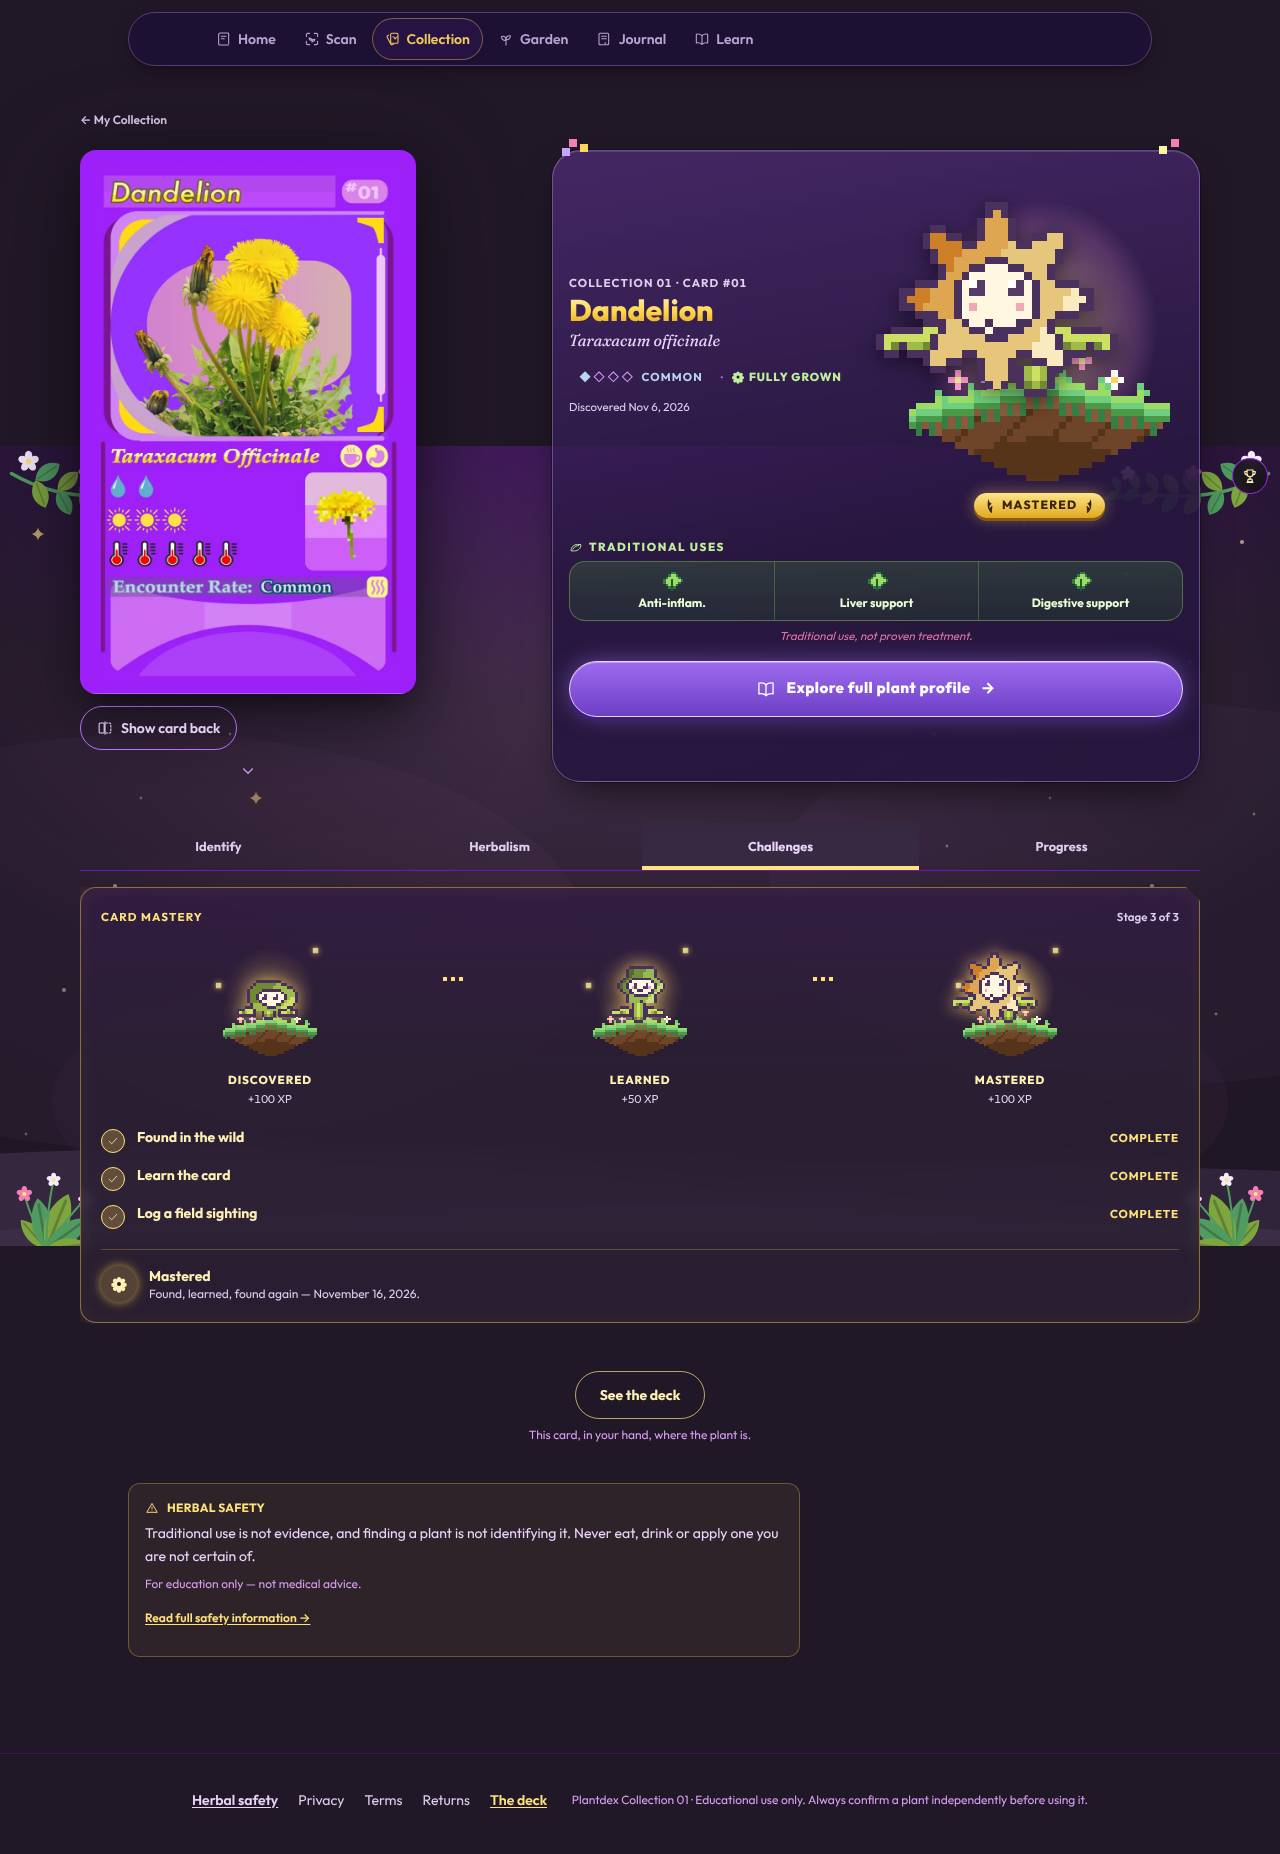 Home Scan Collection Garden Journal Learn
← My Collection
Dandelion #01
Taraxacum Officinale
Encounter Rate: Common
Show card back
COLLECTION 01 · CARD #01
Dandelion
Taraxacum officinale
COMMON · FULLY GROWN
Discovered Nov 6, 2026
MASTERED
TRADITIONAL USES
Anti-inflam. Liver support Digestive support
Traditional use, not proven treatment.
Explore full plant profile →
Identify Herbalism Challenges Progress
CARD MASTERY Stage 3 of 3
DISCOVERED LEARNED MASTERED
+100 XP +50 XP +100 XP
Found in the wild COMPLETE
Learn the card COMPLETE
Log a field sighting COMPLETE
Mastered
Found, learned, found again — November 16, 2026.
See the deck
This card, in your hand, where the plant is.
HERBAL SAFETY
Traditional use is not evidence, and finding a plant is not identifying it. Never eat, drink or apply one you
are not certain of.
For education only — not medical advice.
Read full safety information →
Herbal safety Privacy Terms Returns The deck Plantdex Collection 01 · Educational use only. Always confirm a plant independently before using it.